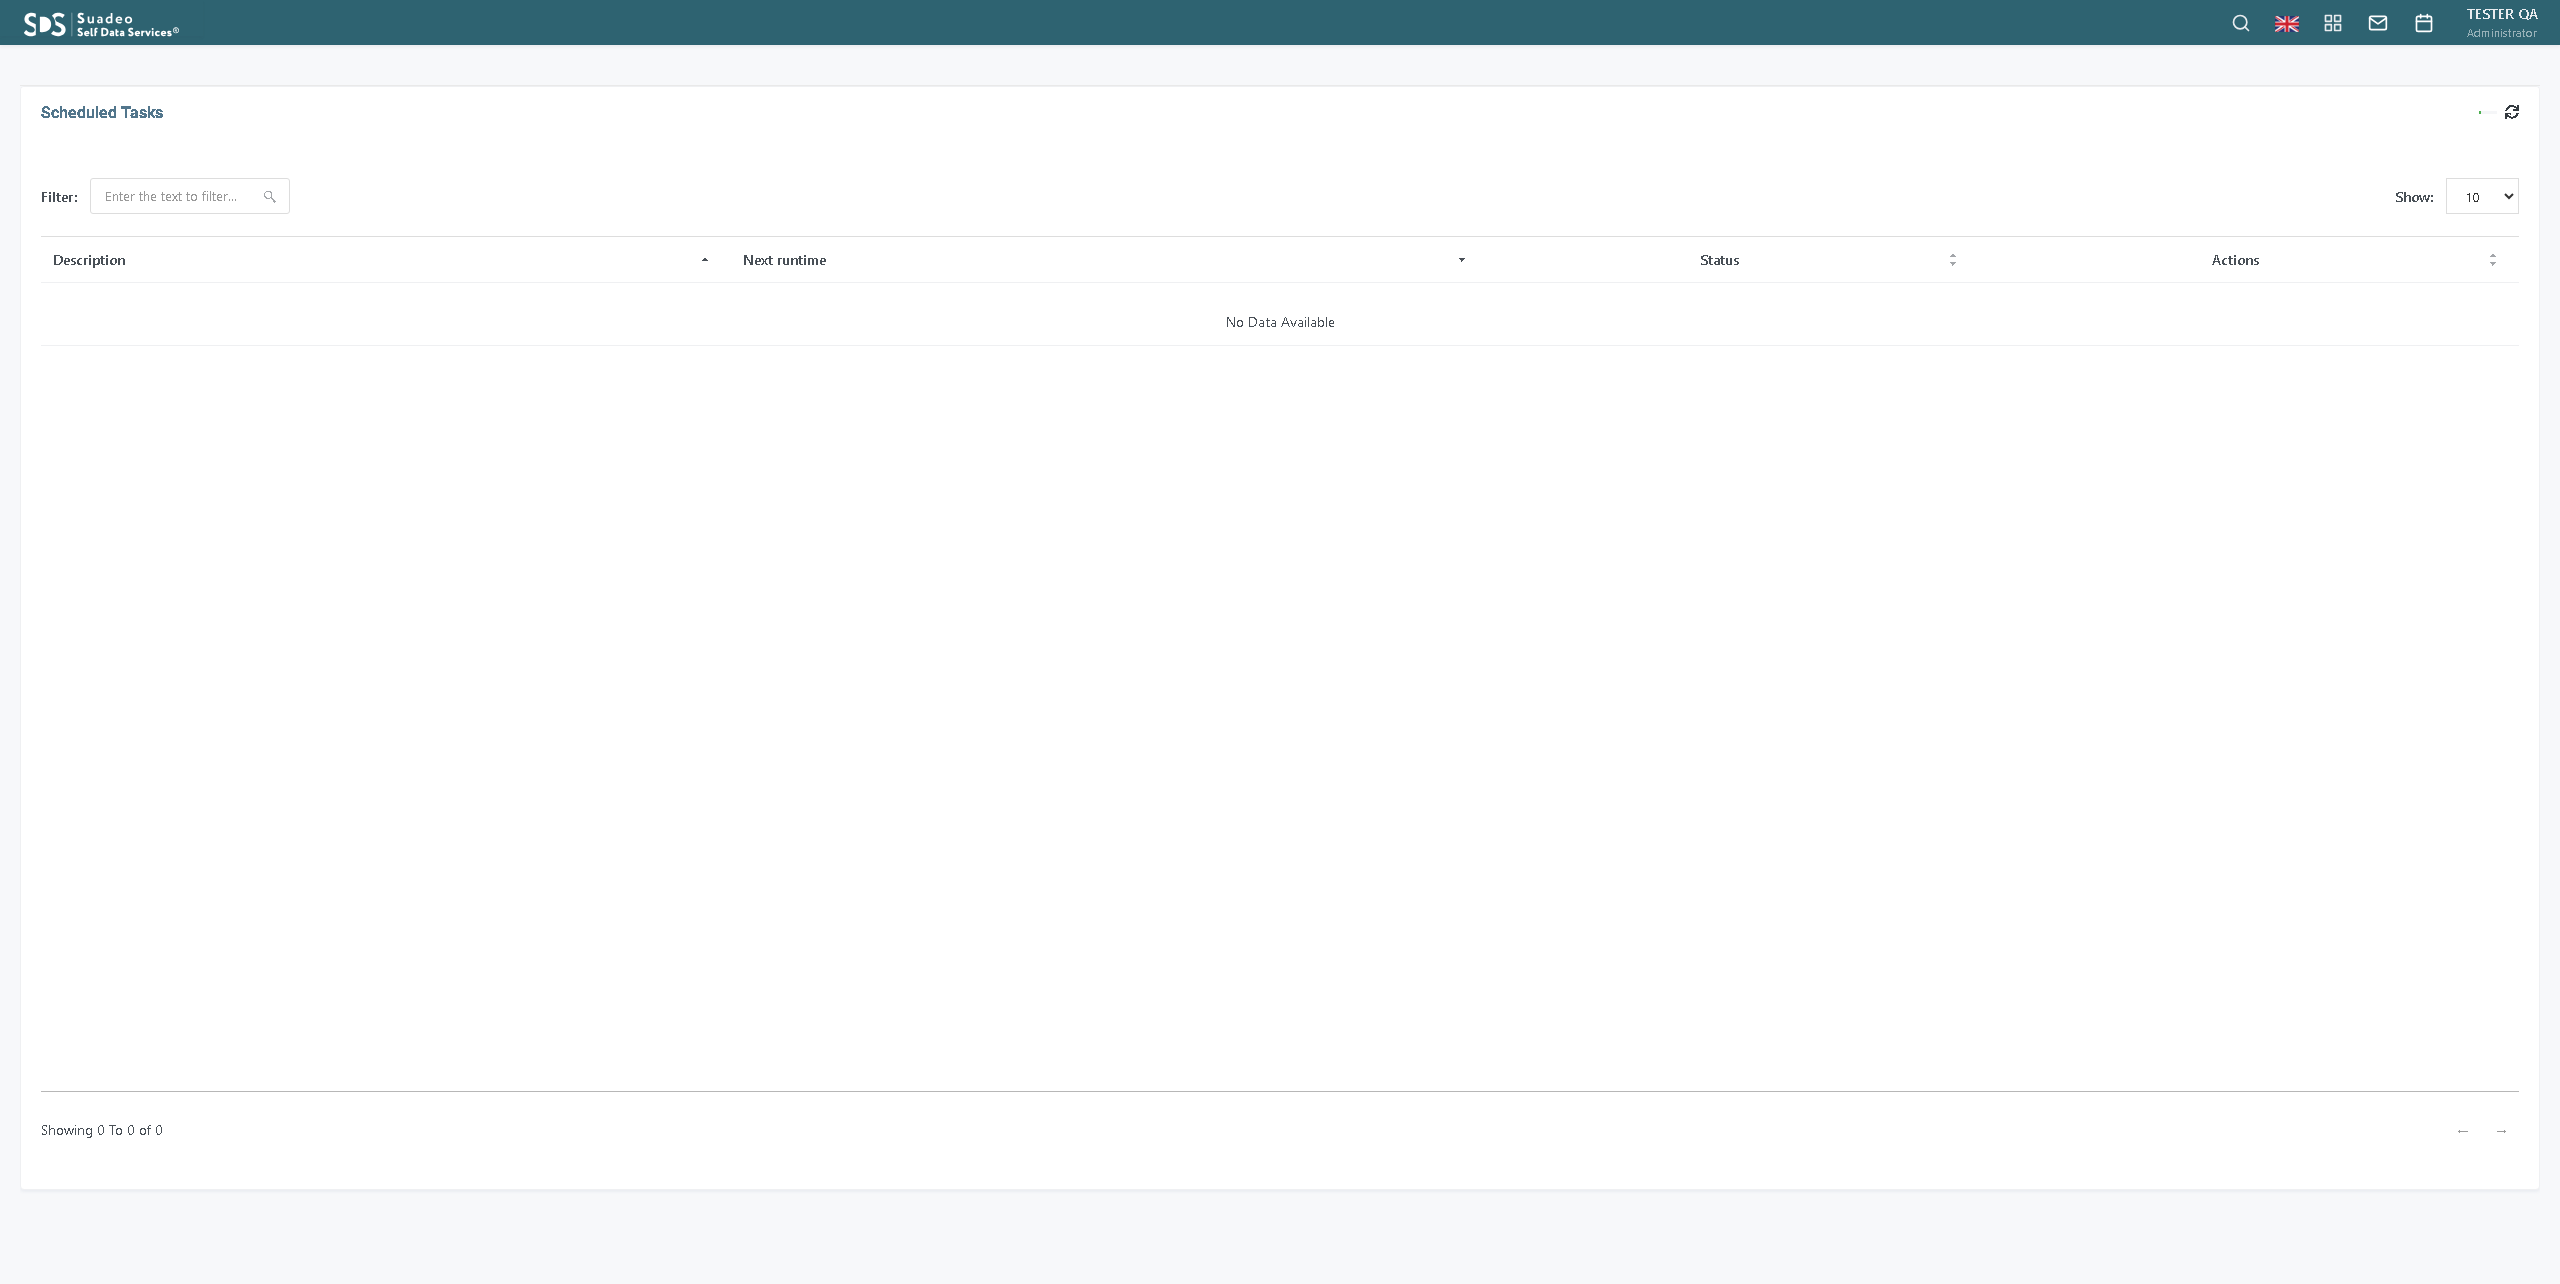 SDS Suadeo
Self Data Services®
TESTER QA
Administrator
Scheduled Tasks
Filter: Enter the text to filter... Show: 10
Description Next runtime Status Actions
No Data Available
Showing 0 To 0 of 0